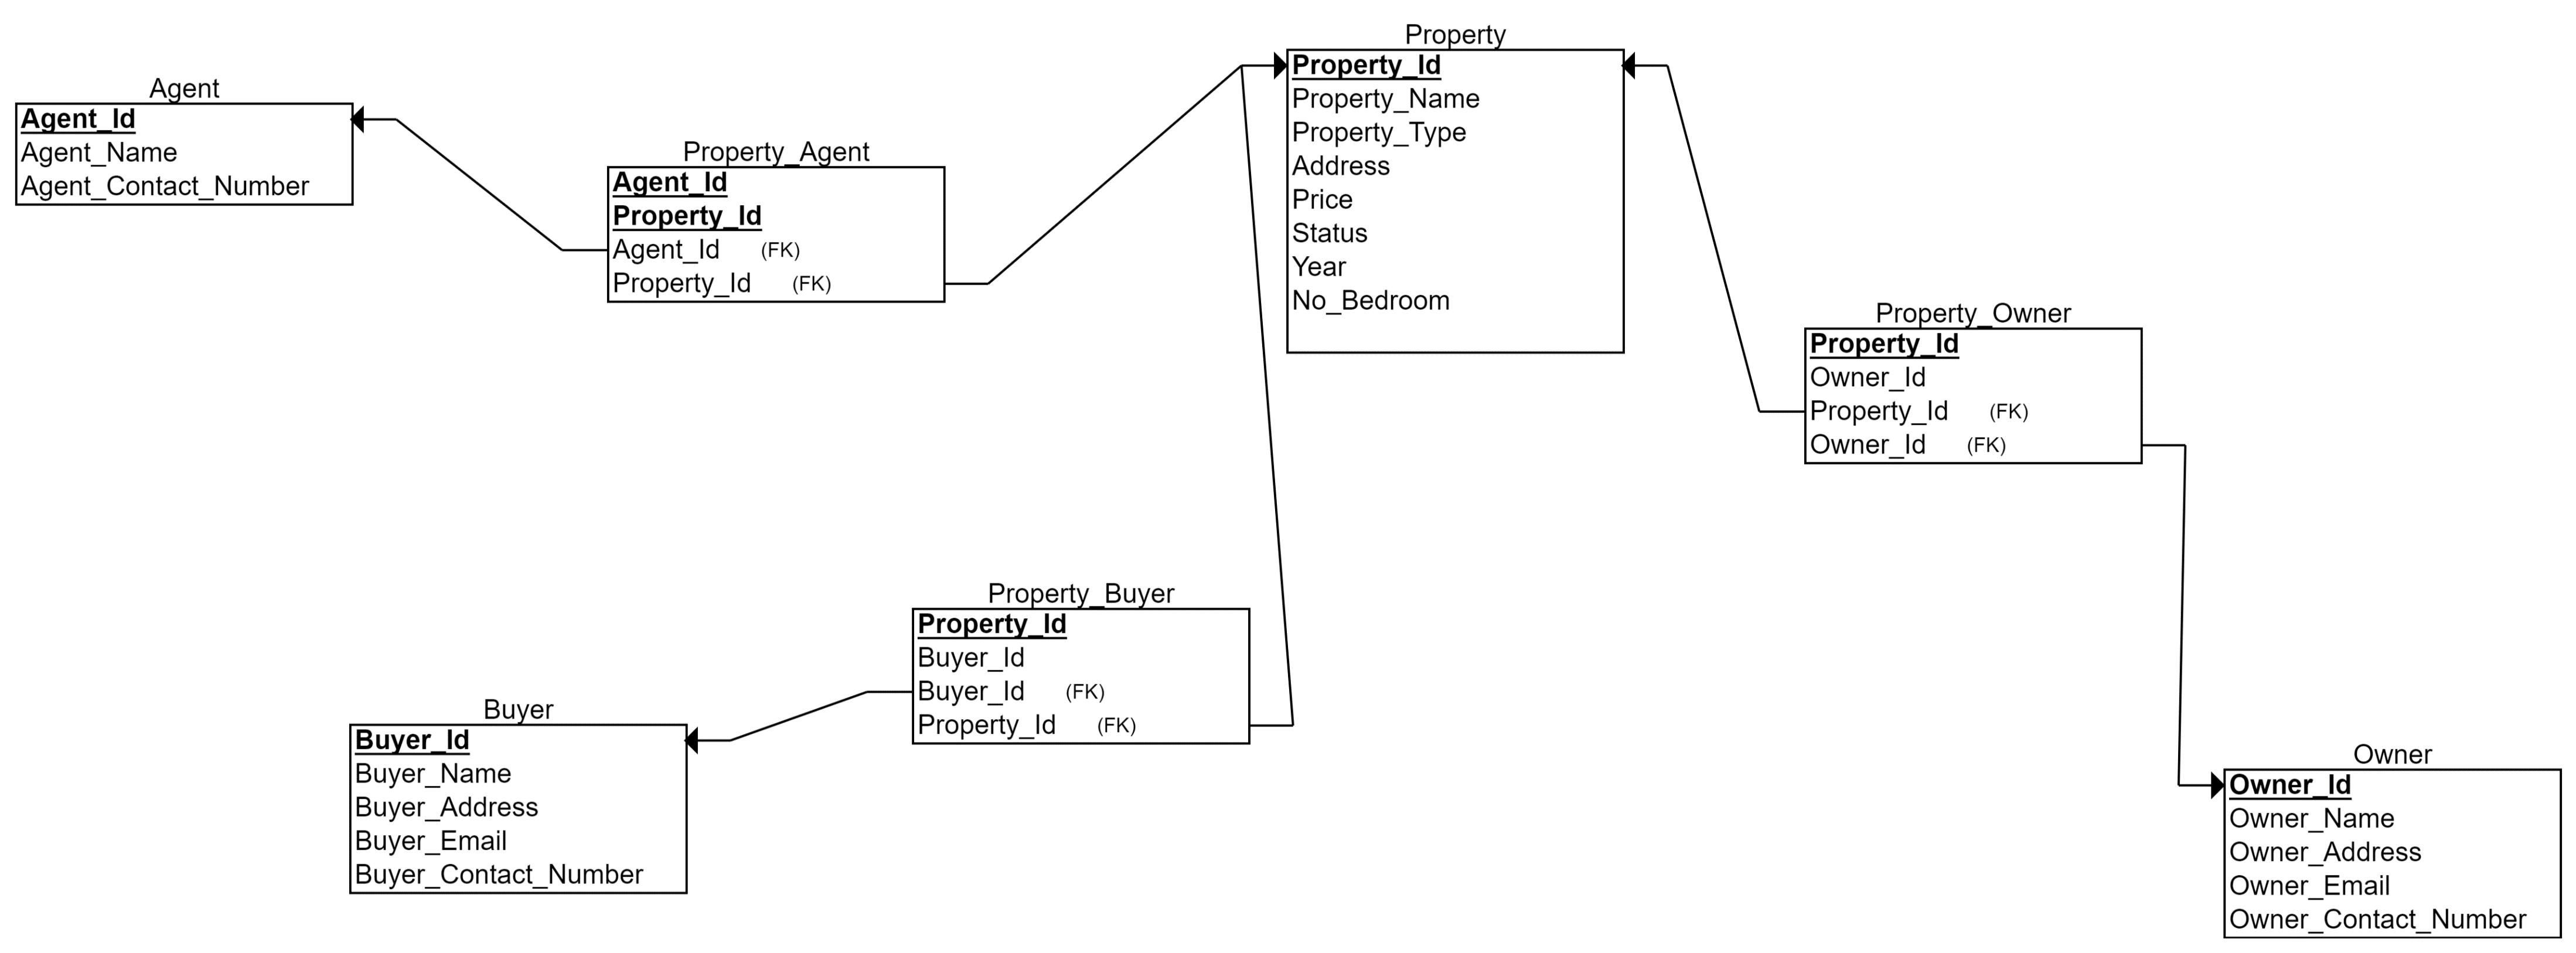 Agent
Agent_Id
Agent_Name
Agent_Contact_Number
Property_Agent
Agent_Id
Property_Id
Agent_Id (FK)
Property_Id (FK)
Property
Property_Id
Property_Name
Property_Type
Address
Price
Status
Year
No_Bedroom
Property_Owner
Property_Id
Owner_Id
Property_Id (FK)
Owner_Id (FK)
Property_Buyer
Property_Id
Buyer_Id
Buyer_Id (FK)
Property_Id (FK)
Buyer
Buyer_Id
Buyer_Name
Buyer_Address
Buyer_Email
Buyer_Contact_Number
Owner
Owner_Id
Owner_Name
Owner_Address
Owner_Email
Owner_Contact_Number